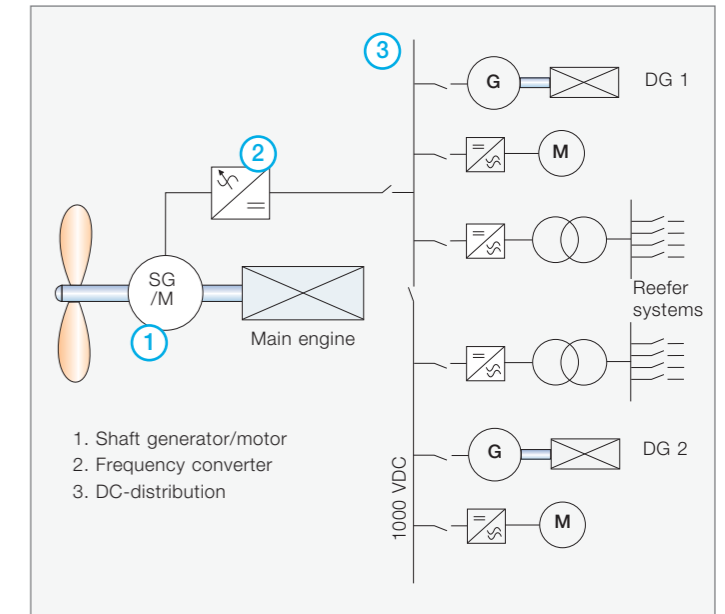 3
G
DG 1
2
M
SG
/M
Main engine
Reefer
systems
1
1. Shaft generator/motor
2. Frequency converter
3. DC-distribution
1000 VDC
G
DG 2
M